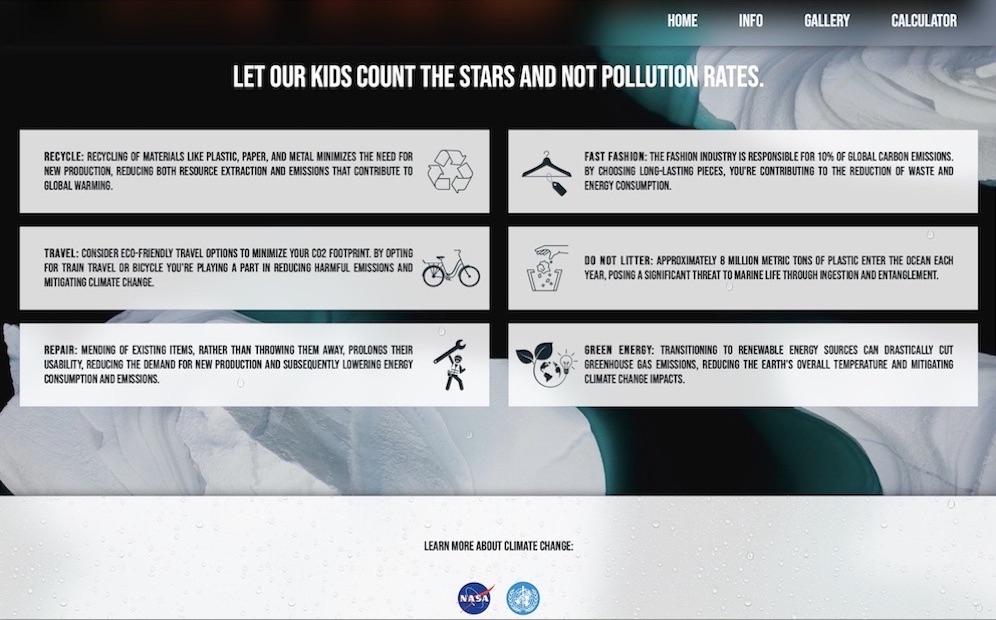 HOME INFO GALLERY CALCULATOR
LET OUR KIDS COUNT THE STARS AND NOT POLLUTION RATES.
RECYCLE: RECYCLING OF MATERIALS LIKE PLASTIC, PAPER, AND METAL MINIMIZES THE NEED FOR
NEW PRODUCTION, REDUCING BOTH RESOURCE EXTRACTION AND EMISSIONS THAT CONTRIBUTE TO
GLOBAL WARMING.
FAST FASHION: THE FASHION INDUSTRY IS RESPONSIBLE FOR 10% OF GLOBAL CARBON EMISSIONS.
BY CHOOSING LONG-LASTING PIECES, YOU'RE CONTRIBUTING TO THE REDUCTION OF WASTE AND
ENERGY CONSUMPTION.
TRAVEL: CONSIDER ECO-FRIENDLY TRAVEL OPTIONS TO MINIMIZE YOUR CO2 FOOTPRINT. BY OPTING
FOR TRAIN TRAVEL OR BICYCLE YOU'RE PLAYING A PART IN REDUCING HARMFUL EMISSIONS AND
MITIGATING CLIMATE CHANGE.
DO NOT LITTER: APPROXIMATELY 8 MILLION METRIC TONS OF PLASTIC ENTER THE OCEAN EACH
YEAR, POSING A SIGNIFICANT THREAT TO MARINE LIFE THROUGH INGESTION AND ENTANGLEMENT.
REPAIR: MENDING OF EXISTING ITEMS, RATHER THAN THROWING THEM AWAY, PROLONGS THEIR
USABILITY, REDUCING THE DEMAND FOR NEW PRODUCTION AND SUBSEQUENTLY LOWERING ENERGY
CONSUMPTION AND EMISSIONS.
GREEN ENERGY: TRANSITIONING TO RENEWABLE ENERGY SOURCES CAN DRASTICALLY CUT
GREENHOUSE GAS EMISSIONS, REDUCING THE EARTH'S OVERALL TEMPERATURE AND MITIGATING
CLIMATE CHANGE IMPACTS.
LEARN MORE ABOUT CLIMATE CHANGE:
NASA